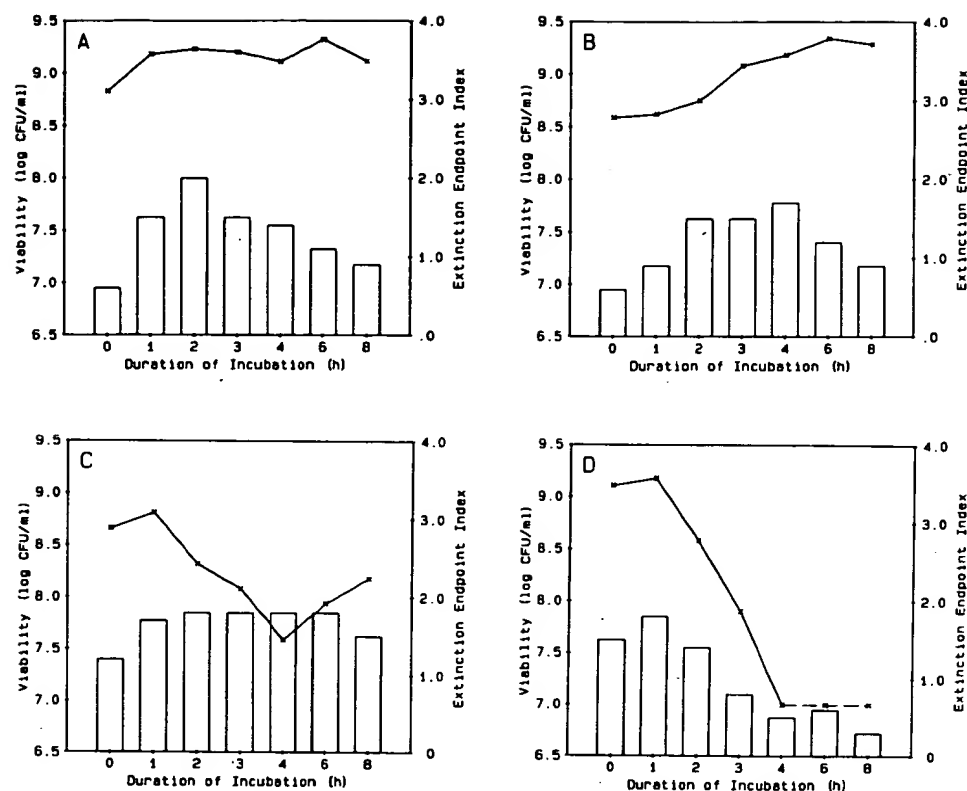 A
Viability (log CFU/ml)
9.5
9.0
8.5
8.0
7.5
7.0
6.5
4.0
3.0
2.0
1.0
.0
Extinction Endpoint Index
0 1 2 3 4 6 8
Duration of Incubation (h)
B
Viability (log CFU/ml)
9.5
9.0
8.5
8.0
7.5
7.0
6.5
4.0
3.0
2.0
1.0
.0
Extinction Endpoint Index
0 1 2 3 4 6 8
Duration of Incubation (h)
C
Viability (log CFU/ml)
9.5
9.0
8.5
8.0
7.5
7.0
6.5
4.0
3.0
2.0
1.0
0
Extinction Endpoint Index
0 1 2 3 4 6 8
Duration of Incubation (h)
D
Viability (log CFU/ml)
9.5
9.0
8.5
8.0
7.5
7.0
6.5
4.0
3.0
2.0
1.0
0
Extinction Endpoint Index
0 1 2 3 4 6 8
Duration of Incubation (h)